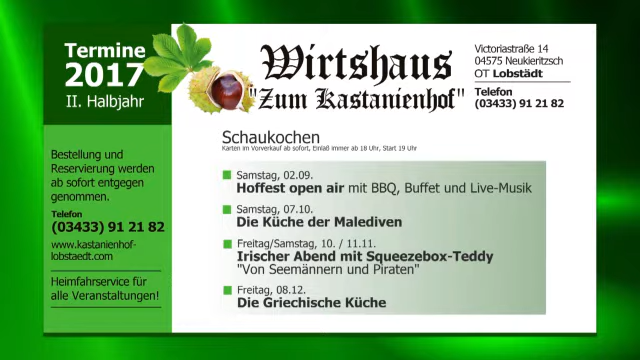 Termine
2017
II. Halbjahr
Wirtshaus
"Zum Kastanienhof"
Victoriastraße 14
04575 Neukieritzsch
OT Lobstädt
Telefon
(03433) 91 21 82
Bestellung und
Reservierung werden
ab sofort entgegen
genommen.
Telefon
(03433) 91 21 82
www.kastanienhof-
lobstaedt.com
Heimfahrservice für
alle Veranstaltungen!
Schaukochen
Karten im Vorverkauf ab sofort, Einlaß immer ab 18 Uhr, Start 19 Uhr
Samstag, 02.09.
Hoffest open air mit BBQ, Buffet und Live-Musik
Samstag, 07.10.
Die Küche der Malediven
Freitag/Samstag, 10. / 11.11.
Irischer Abend mit Squeezebox-Teddy
"Von Seemännern und Piraten"
Freitag, 08.12.
Die Griechische Küche